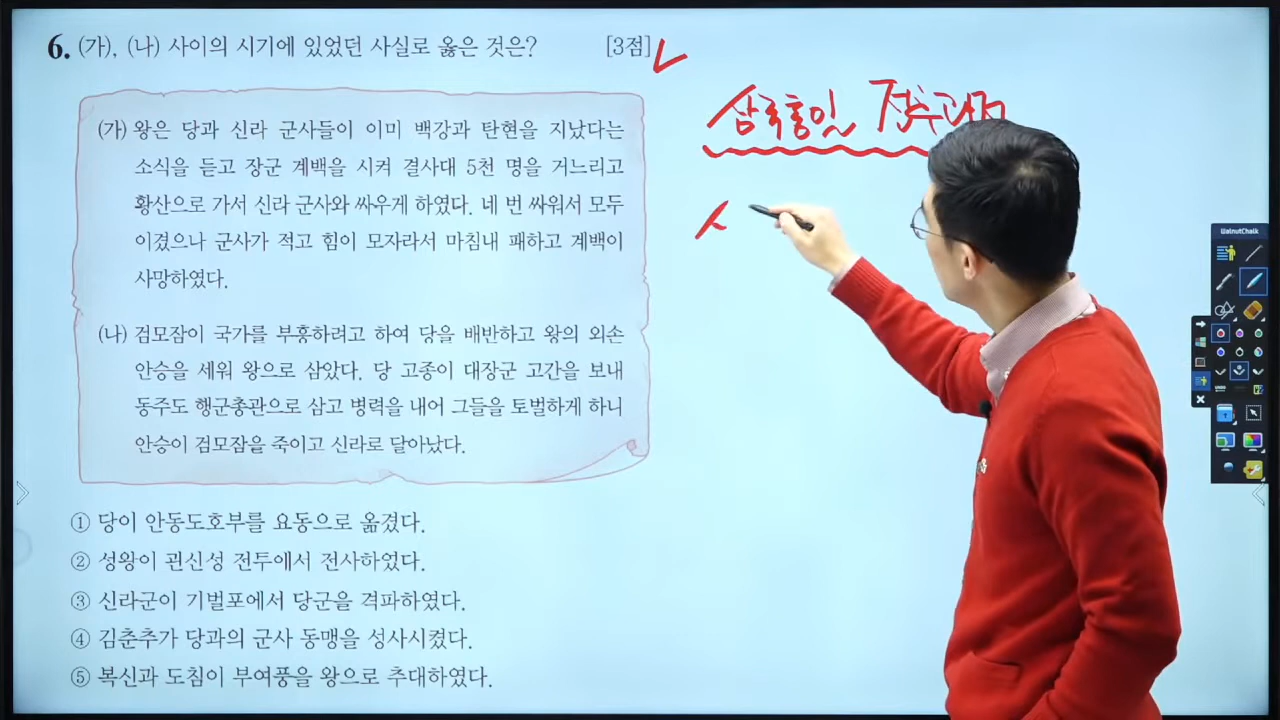 6. (가), (나) 사이의 시기에 있었던 사실로 옳은 것은? [3점]
삼국통일 전쟁과정
(가) 왕은 당과 신라 군사들이 이미 백강과 탄현을 지났다는
소식을 듣고 장군 계백을 시켜 결사대 5천 명을 거느리고
황산으로 가서 신라 군사와 싸우게 하였다. 네 번 싸워서 모두
이겼으나 군사가 적고 힘이 모자라서 마침내 패하고 계백이
사망하였다.
(나) 검모잠이 국가를 부흥하려고 하여 당을 배반하고 왕의 외손
안승을 세워 왕으로 삼았다. 당 고종이 대장군 고간을 보내
동주도 행군총관으로 삼고 병력을 내어 그들을 토벌하게 하니
안승이 검모잠을 죽이고 신라로 달아났다.
① 당이 안동도호부를 요동으로 옮겼다.
② 성왕이 관산성 전투에서 전사하였다.
③ 신라군이 기벌포에서 당군을 격파하였다.
④ 김춘추가 당과의 군사 동맹을 성사시켰다.
⑤ 복신과 도침이 부여풍을 왕으로 추대하였다.
WalnutChalk